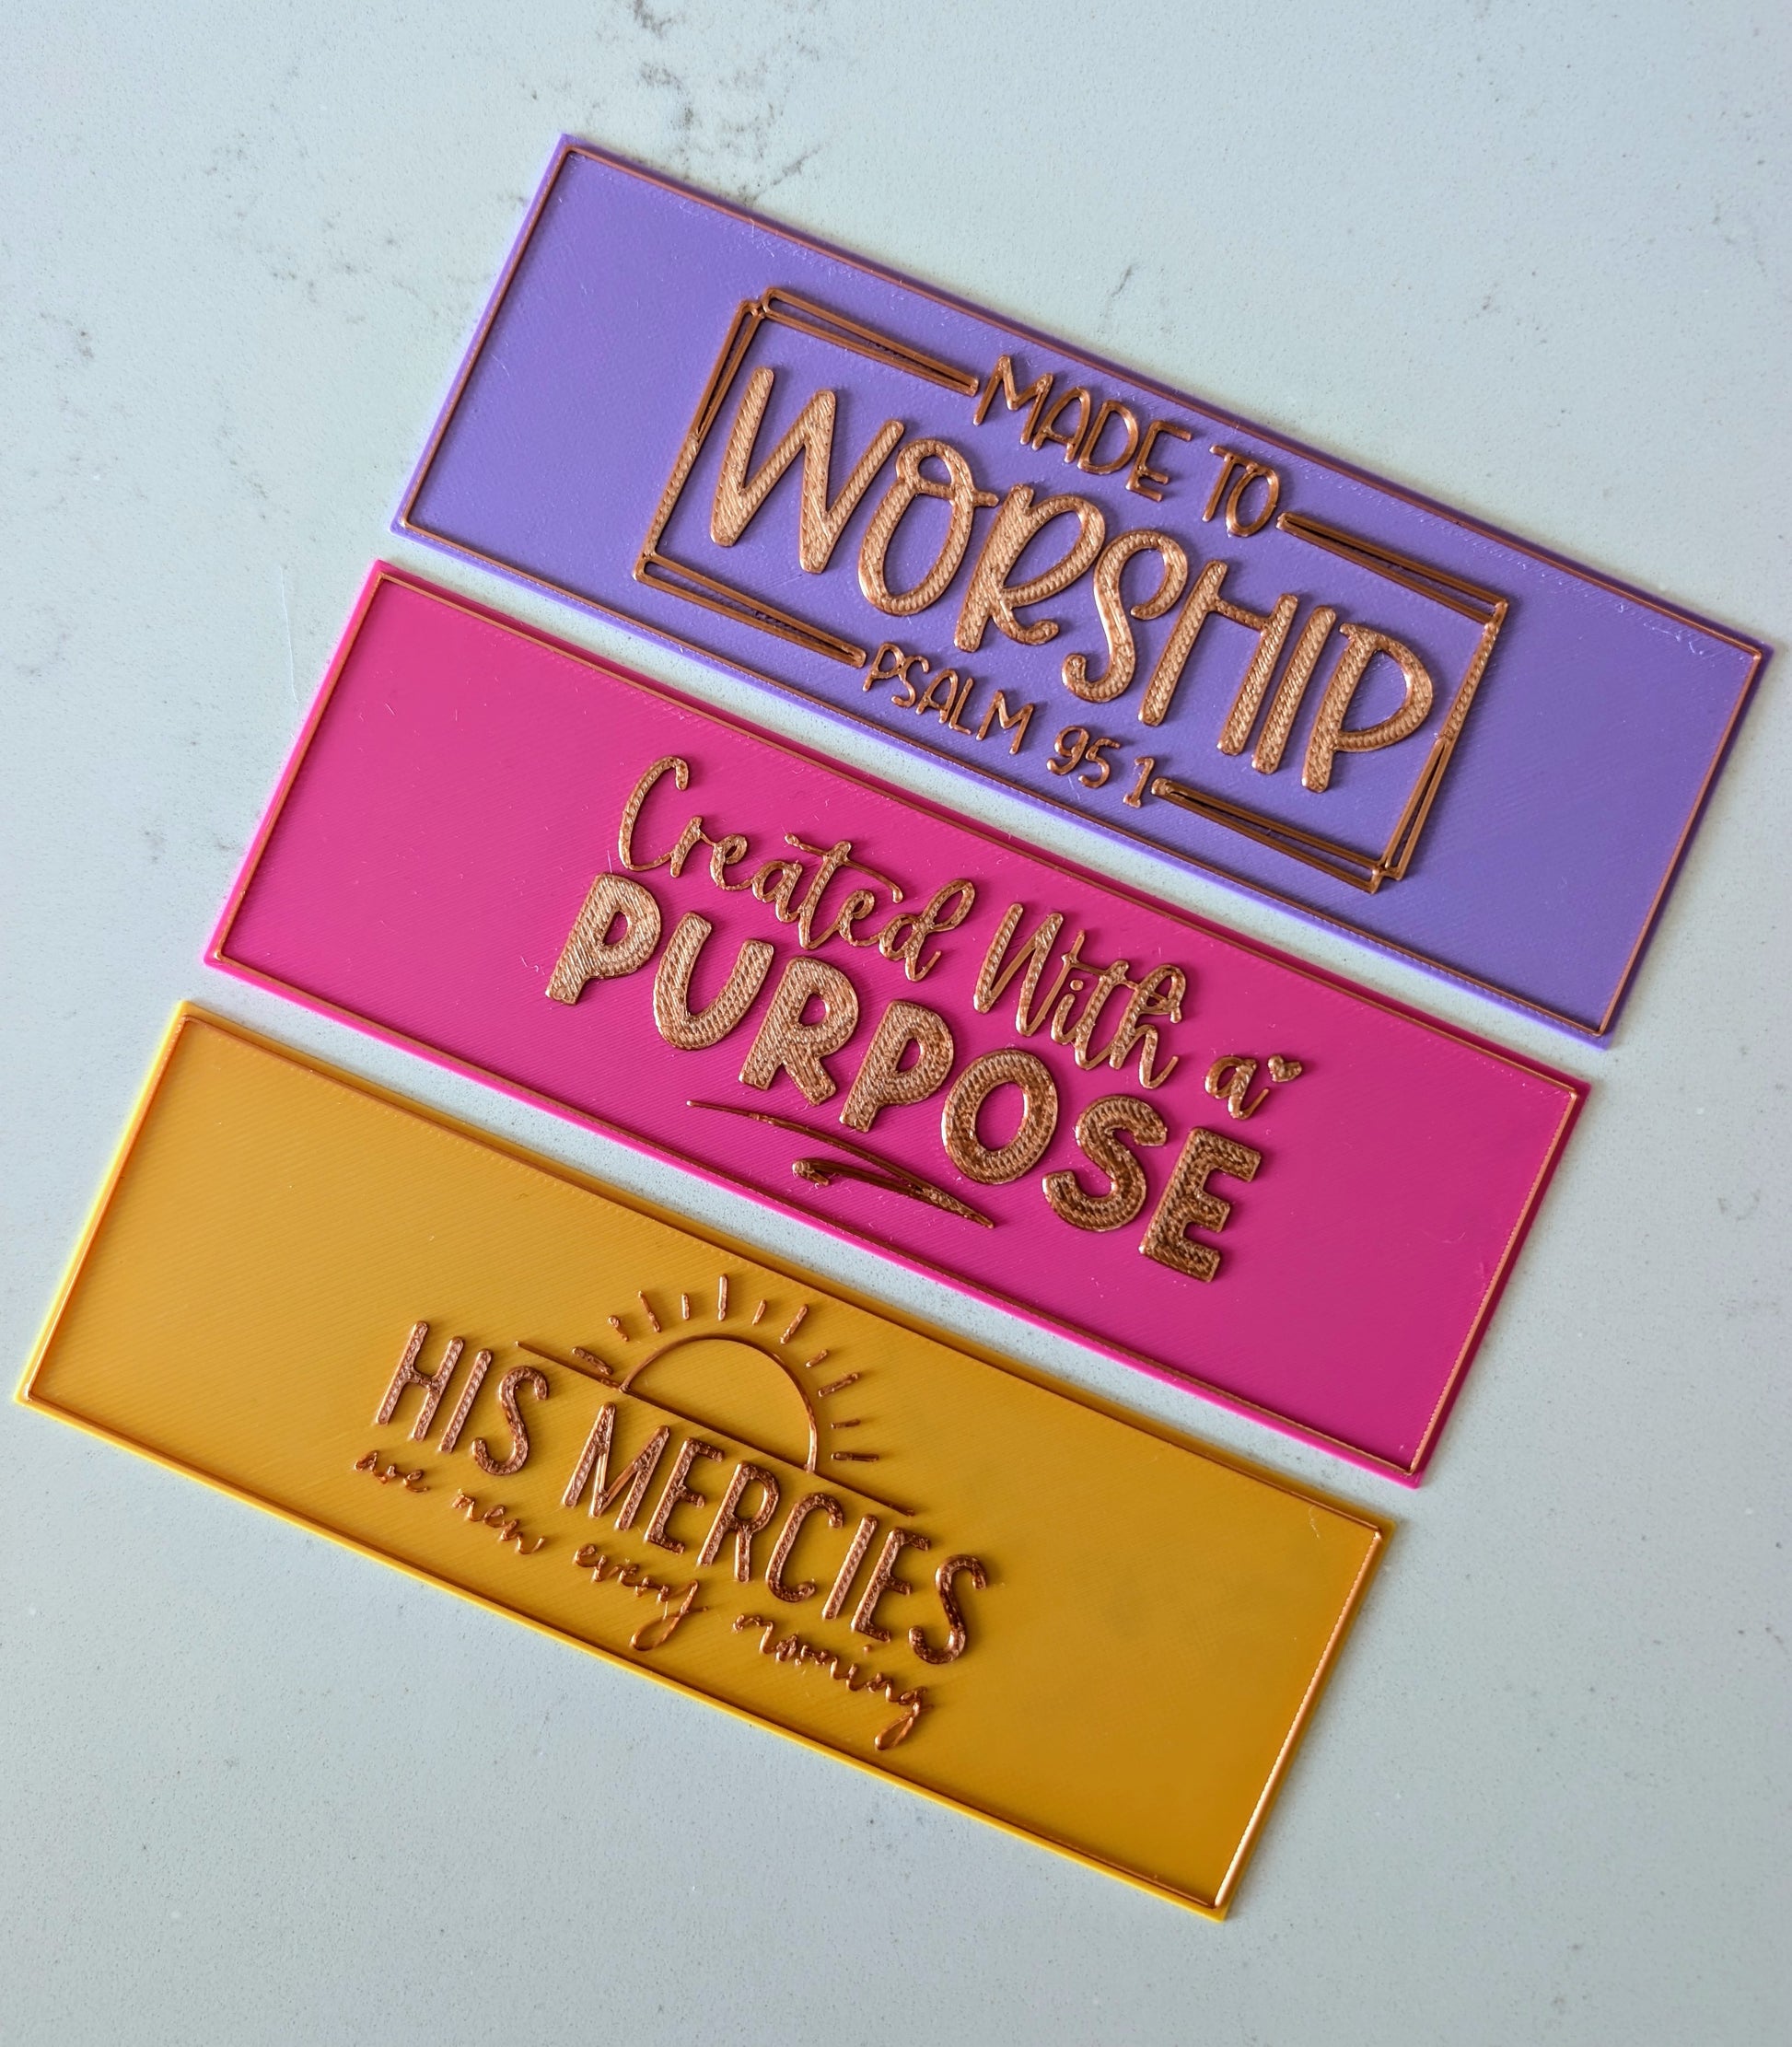 MADE TO
WORSHIP
PSALM 95 1
Created With a
PURPOSE
HIS MERCIES
are new every morning